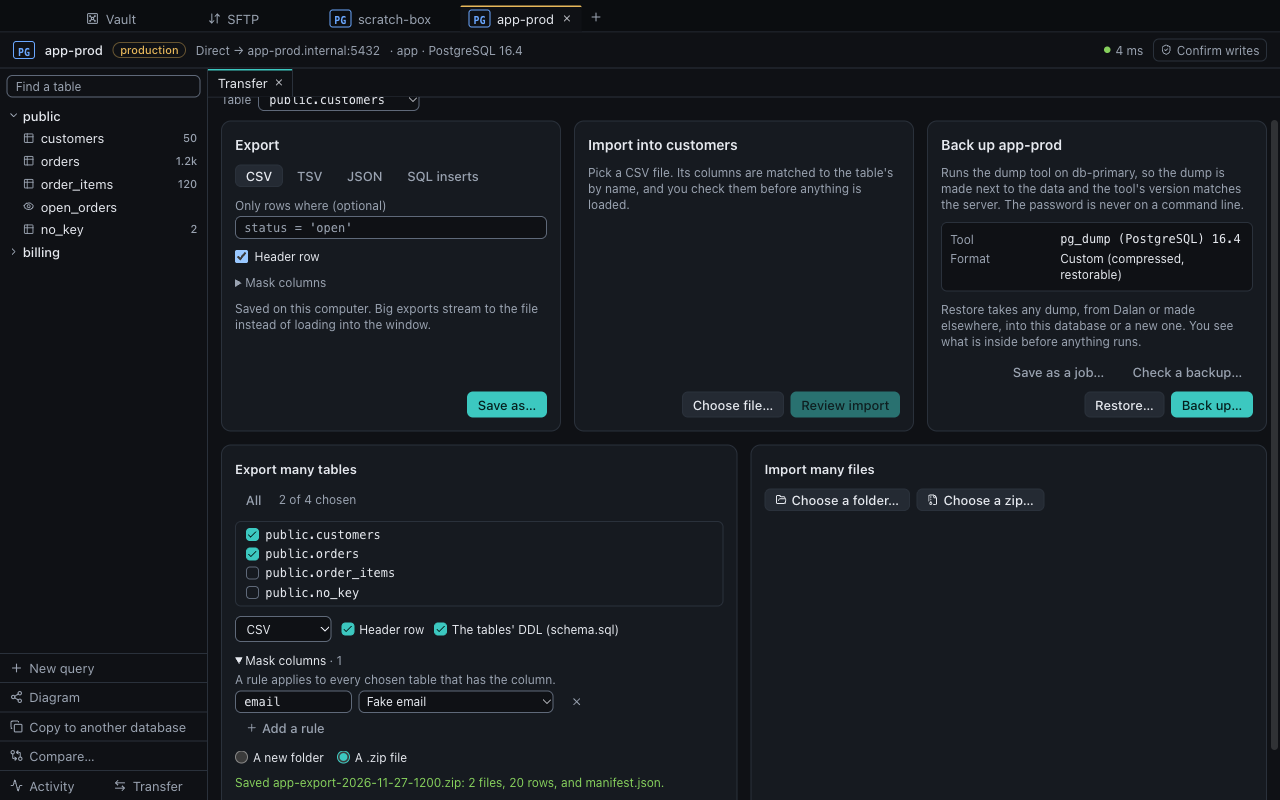 Vault
SFTP
PG scratch-box
PG app-prod
PG app-prod production Direct → app-prod.internal:5432 · app · PostgreSQL 16.4
4 ms
Confirm writes
Find a table
public
customers 50
orders 1.2k
order_items 120
open_orders
no_key 2
billing
New query
Diagram
Copy to another database
Compare...
Activity
Transfer
Transfer
Table public.customers
Export
CSV TSV JSON SQL inserts
Only rows where (optional)
status = 'open'
Header row
Mask columns
Saved on this computer. Big exports stream to the file
instead of loading into the window.
Save as...
Import into customers
Pick a CSV file. Its columns are matched to the table's
by name, and you check them before anything is
loaded.
Choose file...
Review import
Back up app-prod
Runs the dump tool on db-primary, so the dump is
made next to the data and the tool's version matches
the server. The password is never on a command line.
Tool pg_dump (PostgreSQL) 16.4
Format Custom (compressed,
restorable)
Restore takes any dump, from Dalan or made
elsewhere, into this database or a new one. You see
what is inside before anything runs.
Save as a job... Check a backup...
Restore... Back up...
Export many tables
All 2 of 4 chosen
public.customers
public.orders
public.order_items
public.no_key
CSV Header row The tables' DDL (schema.sql)
Mask columns · 1
A rule applies to every chosen table that has the column.
email Fake email
Add a rule
A new folder A .zip file
Saved app-export-2026-11-27-1200.zip: 2 files, 20 rows, and manifest.json.
Import many files
Choose a folder... Choose a zip...